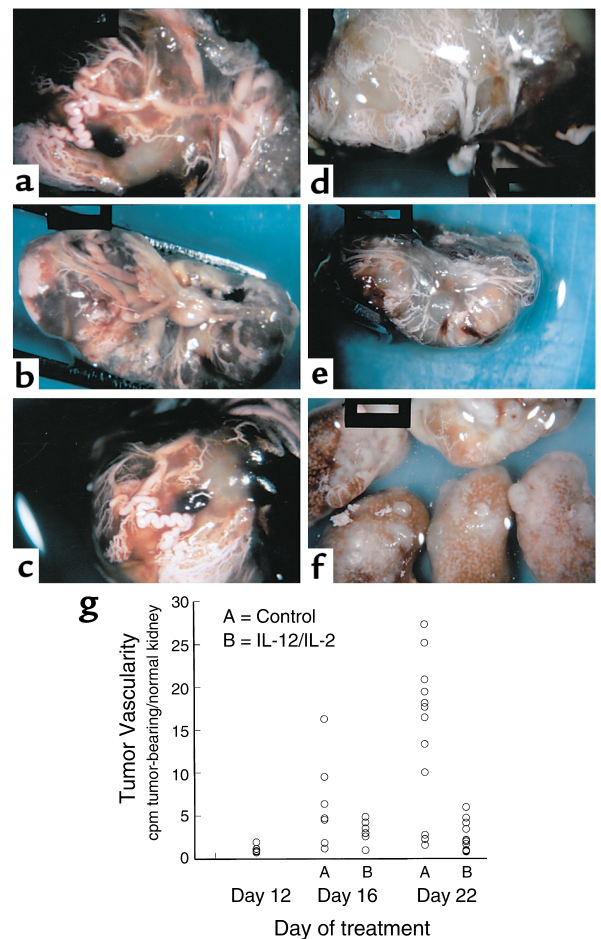 a
d
b
e
c
f
g
Tumor Vascularity
cpm tumor-bearing/normal kidney
30
25
20
15
10
5
0
A = Control
B = IL-12/IL-2
A B A B
Day 12 Day 16 Day 22
Day of treatment